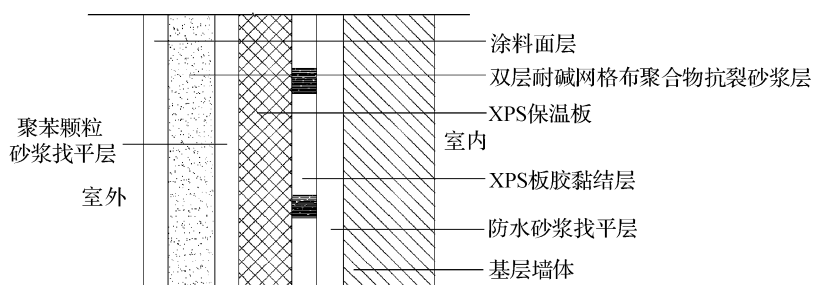 涂料面层
双层耐碱网格布聚合物抗裂砂浆层
XPS保温板
聚苯颗粒
砂浆找平层
室内
XPS板胶黏结层
室外
防水砂浆找平层
基层墙体